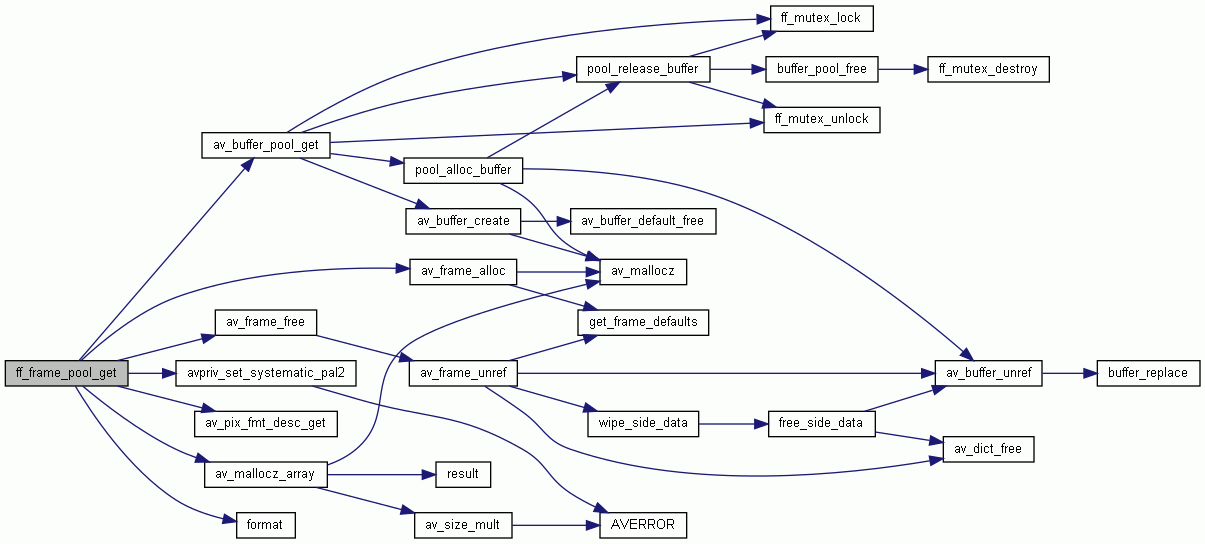 ff_mutex_lock
pool_release_buffer
buffer_pool_free
ff_mutex_destroy
ff_mutex_unlock
av_buffer_pool_get
pool_alloc_buffer
av_buffer_create
av_buffer_default_free
av_frame_alloc
av_mallocz
av_frame_free
get_frame_defaults
ff_frame_pool_get
avpriv_set_systematic_pal2
av_frame_unref
av_buffer_unref
buffer_replace
av_pix_fmt_desc_get
wipe_side_data
free_side_data
av_dict_free
av_mallocz_array
result
format
av_size_mult
AVERROR